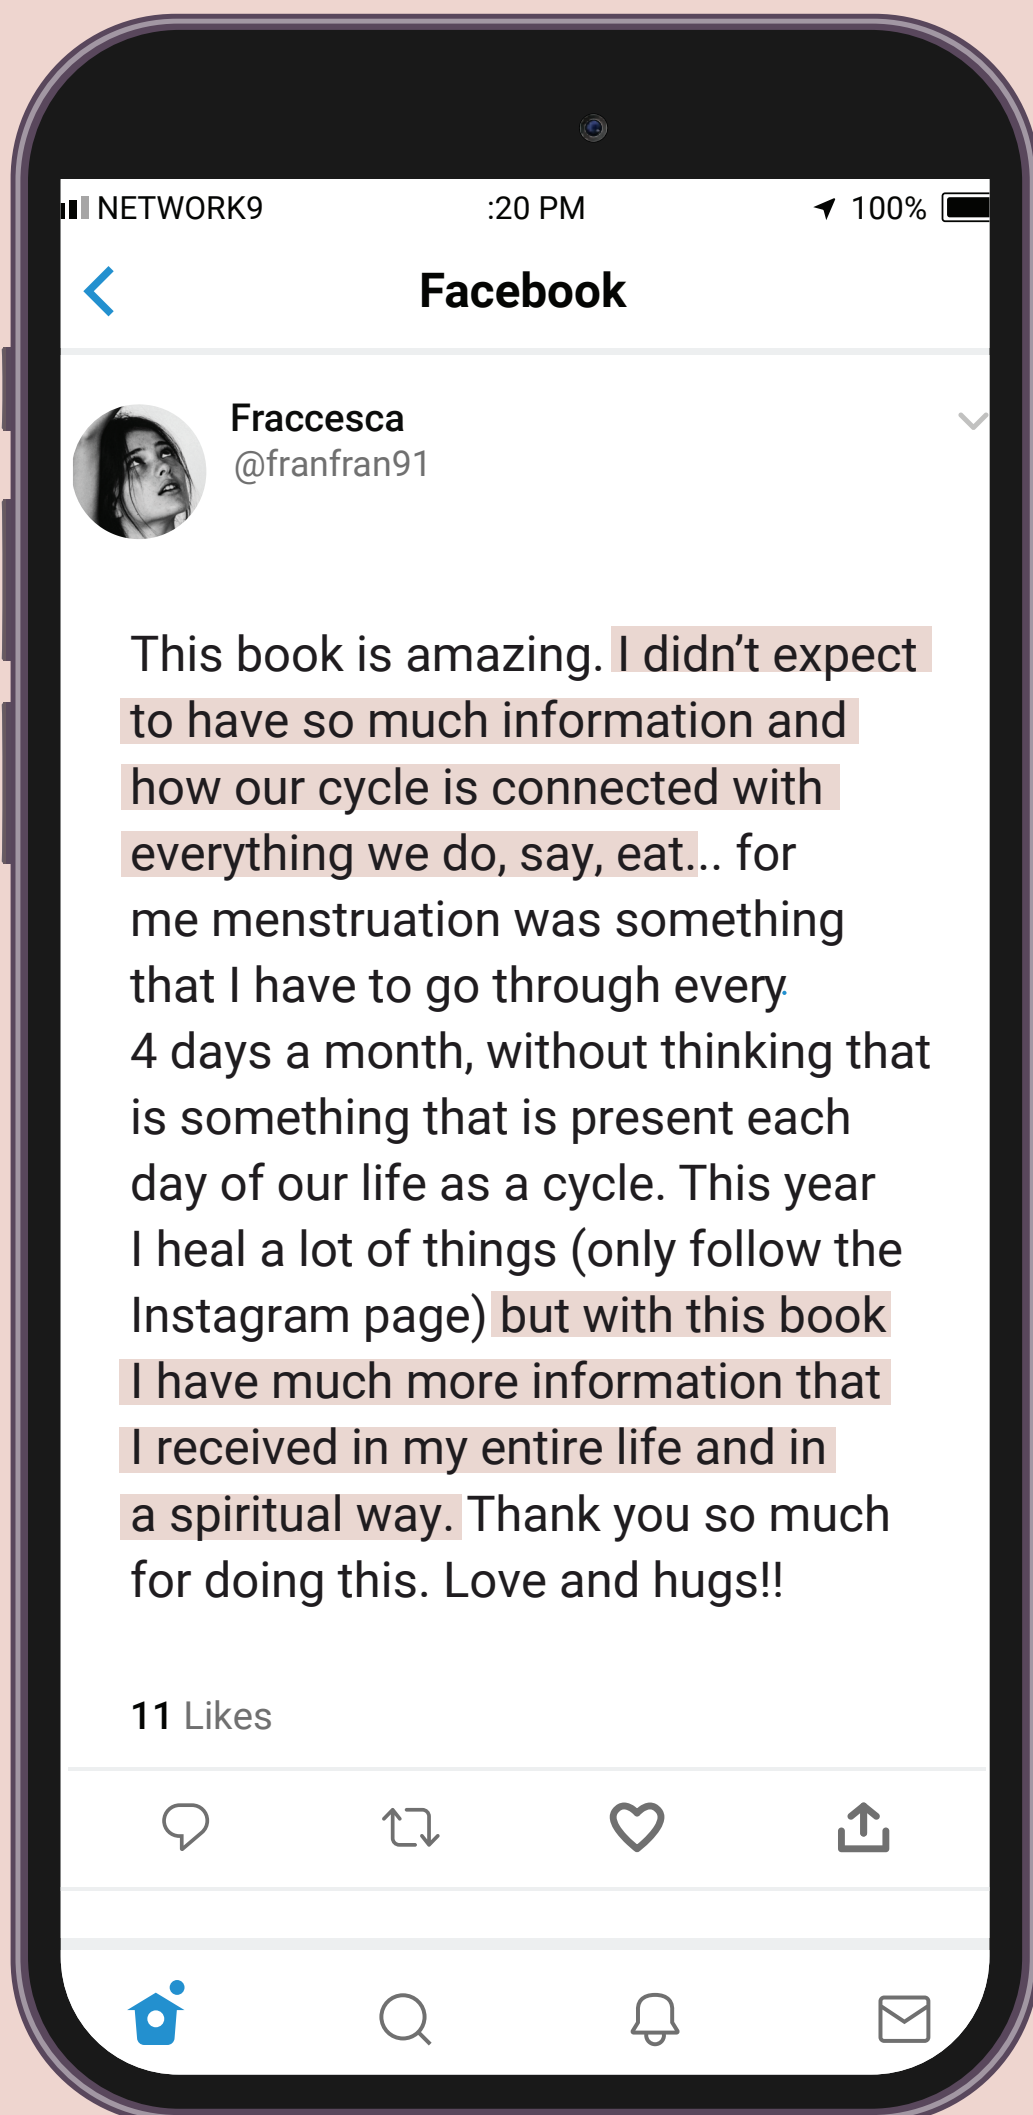 NETWORK9 :20 PM 100%
Facebook
Fraccesca
@franfran91
This book is amazing. I didn’t expect
to have so much information and
how our cycle is connected with
everything we do, say, eat... for
me menstruation was something
that I have to go through every
4 days a month, without thinking that
is something that is present each
day of our life as a cycle. This year
I heal a lot of things (only follow the
Instagram page) but with this book
I have much more information that
I received in my entire life and in
a spiritual way. Thank you so much
for doing this. Love and hugs!!
11 Likes